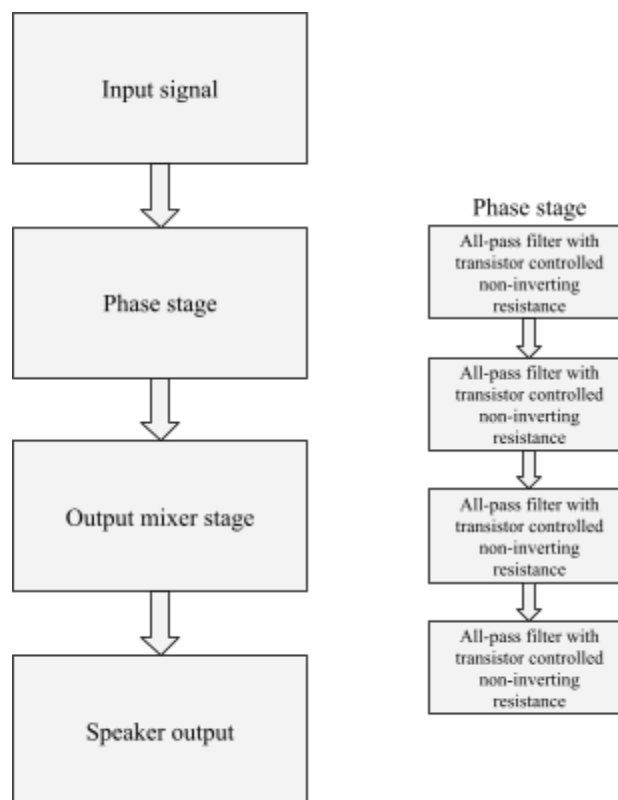 Input signal
Phase stage
Output mixer stage
Speaker output
Phase stage
All-pass filter with
transistor controlled
non-inverting
resistance
All-pass filter with
transistor controlled
non-inverting
resistance
All-pass filter with
transistor controlled
non-inverting
resistance
All-pass filter with
transistor controlled
non-inverting
resistance